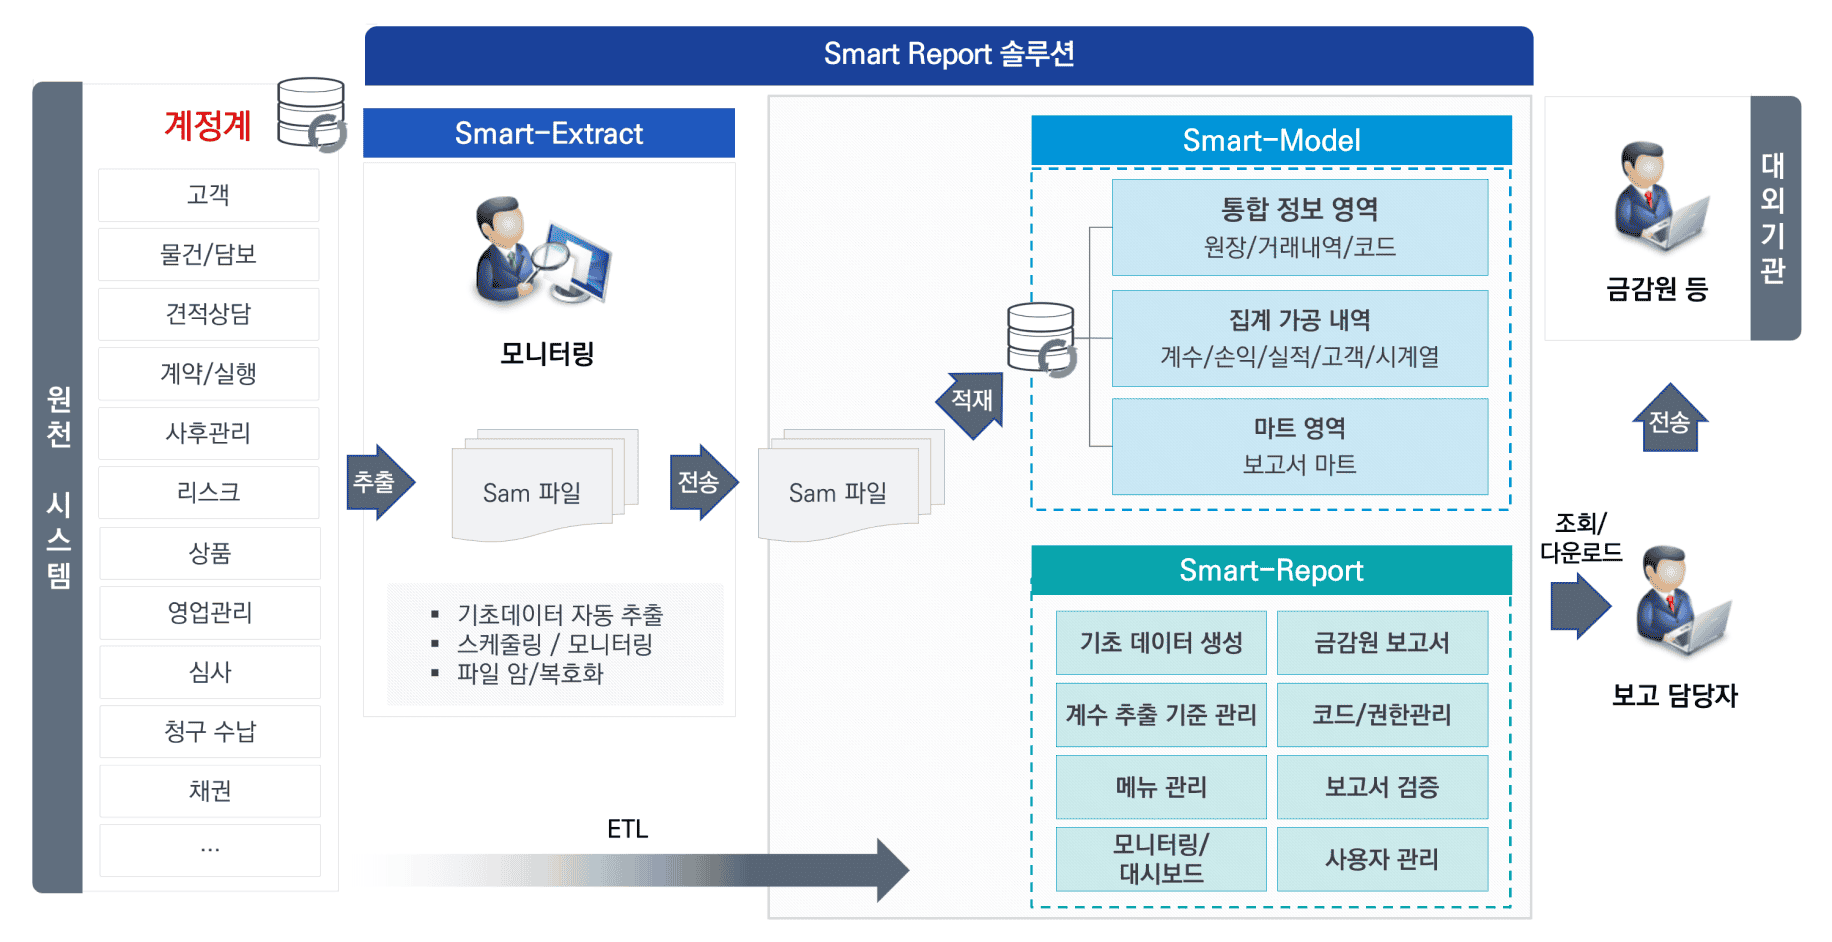 Smart Report 솔루션
원천 시스템
계정계
고객
물건/담보
견적상담
계약/실행
사후관리
리스크
상품
영업관리
심사
청구 수납
채권
...
추출
Smart-Extract
모니터링
Sam 파일
▪ 기초데이터 자동 추출
▪ 스케줄링 / 모니터링
▪ 파일 암/복호화
전송
Sam 파일
적재
ETL
Smart-Model
통합 정보 영역
원장/거래내역/코드
집계 가공 내역
계수/손익/실적/고객/시계열
마트 영역
보고서 마트
Smart-Report
기초 데이터 생성
금감원 보고서
계수 추출 기준 관리
코드/권한관리
메뉴 관리
보고서 검증
모니터링/
대시보드
사용자 관리
조회/
다운로드
보고 담당자
전송
금감원 등
대외기관